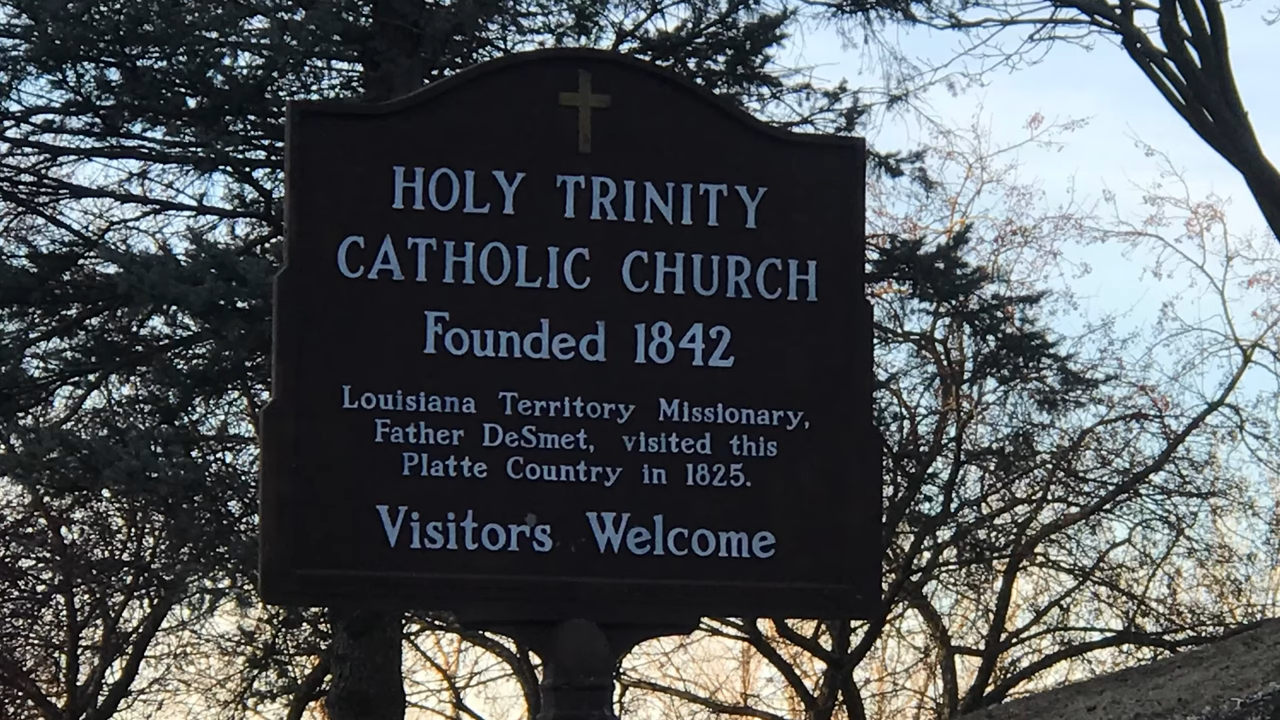 HOLY TRINITY
CATHOLIC CHURCH
Founded 1842
Louisiana Territory Missionary,
Father DeSmet, visited this
Platte Country in 1825.
Visitors Welcome